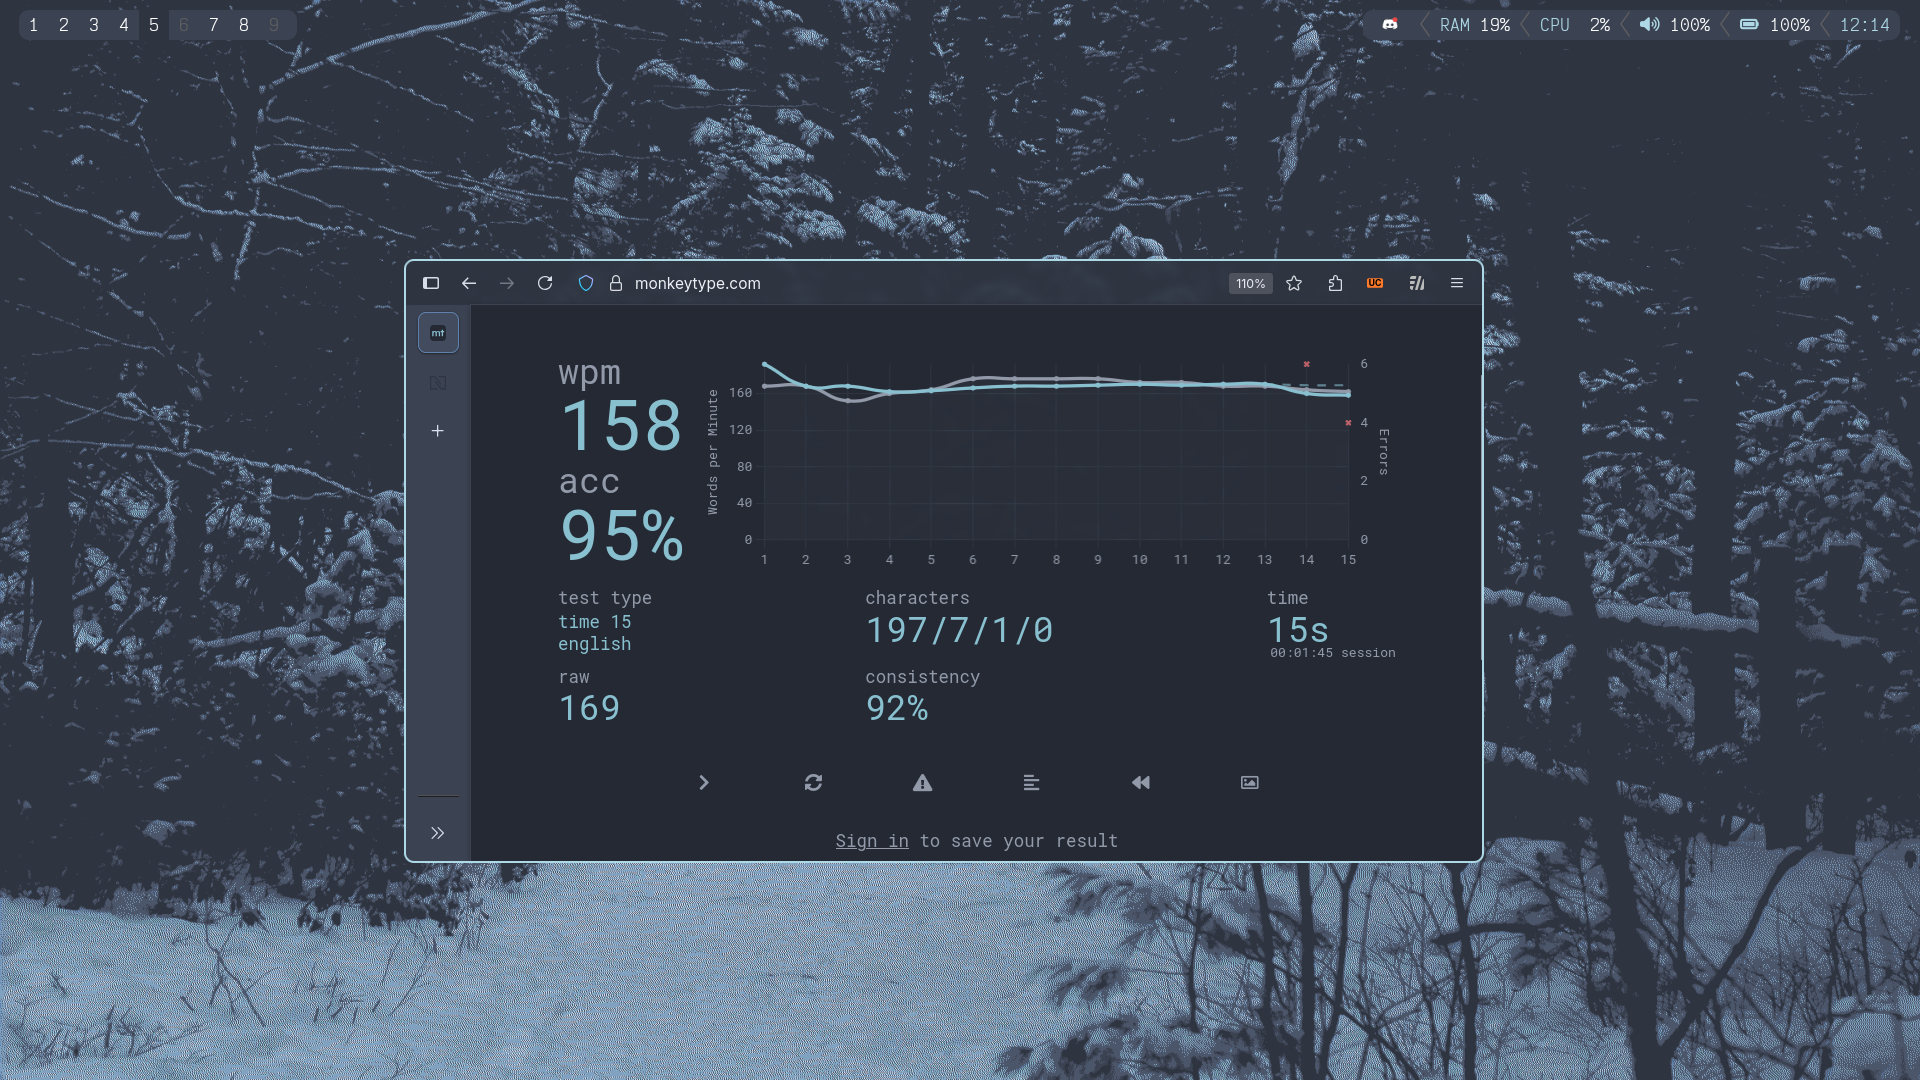 1 2 3 4 5 6 7 8 9
RAM 19% CPU 2% 100% 100% 12:14
monkeytype.com 110% UC
mt
wpm
158
acc
95%
Words per Minute
160
120
80
40
0
1 2 3 4 5 6 7 8 9 10 11 12 13 14 15
6
4
2
0
Errors
test type
time 15
english
characters
197/7/1/0
time
15s
00:01:45 session
raw
169
consistency
92%
Sign in to save your result